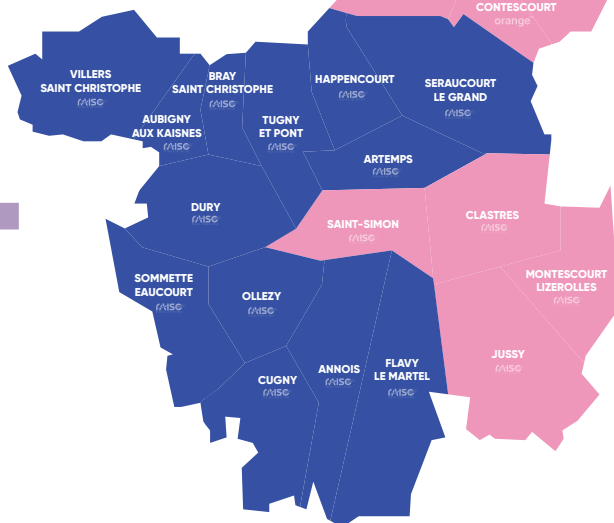 CONTESCOURT
orange
VILLERS
SAINT CHRISTOPHE
BRAY
SAINT CHRISTOPHE
HAPPENCOURT
SERAUCOURT
LE GRAND
AUBIGNY
AUX KAISNES
TUGNY
ET PONT
ARTEMPS
DURY
SAINT-SIMON
CLASTRES
SOMMETTE
EAUCOURT
OLLEZY
MONTESCOURT
LIZEROLLES
JUSSY
CUGNY
ANNOIS
FLAVY
LE MARTEL